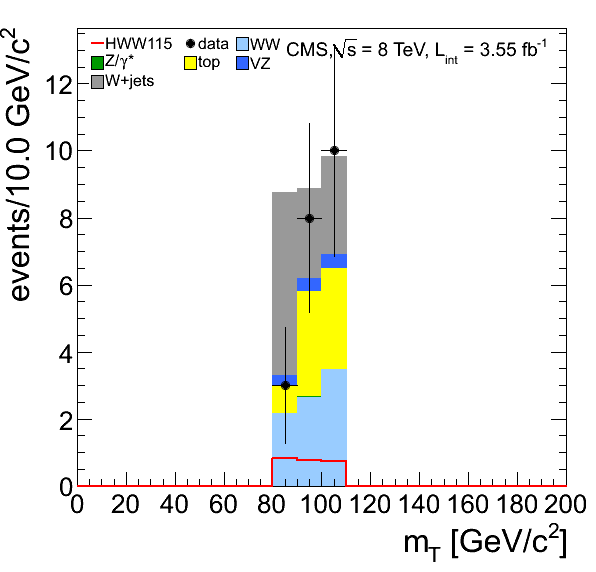 HWW115 data WW CMS,√s = 8 TeV, L_int = 3.55 fb⁻¹
Z/γ* top VZ
W+jets
events/10.0 GeV/c²
12
10
8
6
4
2
0
0 20 40 60 80 100 120 140 160 180 200
m_T [GeV/c²]